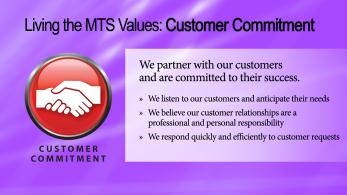 Living the MTS Values: Customer Commitment
We partner with our customers
and are committed to their success.
» We listen to our customers and anticipate their needs
» We believe our customer relationships are a
professional and personal responsibility
» We respond quickly and efficiently to customer requests
CUSTOMER
COMMITMENT